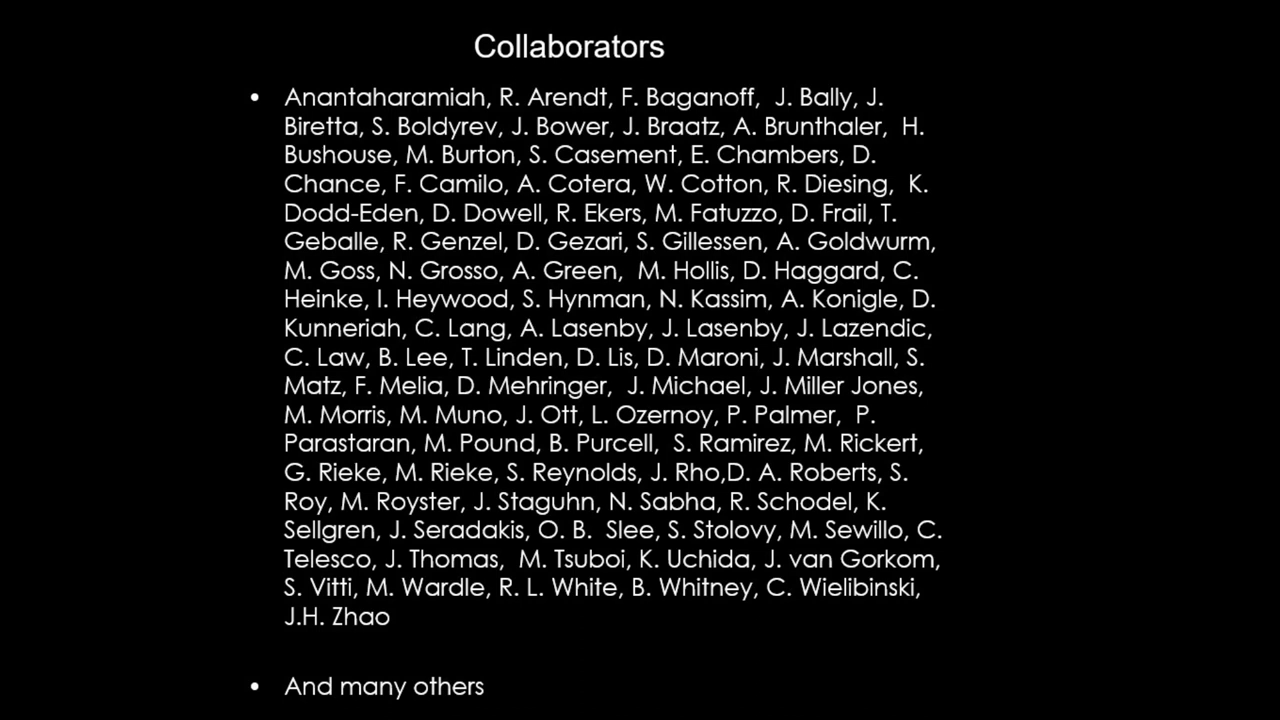 Collaborators
• Anantaharamiah, R. Arendt, F. Baganoff, J. Bally, J.
Biretta, S. Boldyrev, J. Bower, J. Braatz, A. Brunthaler, H.
Bushouse, M. Burton, S. Casement, E. Chambers, D.
Chance, F. Camilo, A. Cotera, W. Cotton, R. Diesing, K.
Dodd-Eden, D. Dowell, R. Ekers, M. Fatuzzo, D. Frail, T.
Geballe, R. Genzel, D. Gezari, S. Gillessen, A. Goldwurm,
M. Goss, N. Grosso, A. Green, M. Hollis, D. Haggard, C.
Heinke, I. Heywood, S. Hynman, N. Kassim, A. Konigle, D.
Kunneriah, C. Lang, A. Lasenby, J. Lasenby, J. Lazendic,
C. Law, B. Lee, T. Linden, D. Lis, D. Maroni, J. Marshall, S.
Matz, F. Melia, D. Mehringer, J. Michael, J. Miller Jones,
M. Morris, M. Muno, J. Ott, L. Ozernoy, P. Palmer, P.
Parastaran, M. Pound, B. Purcell, S. Ramirez, M. Rickert,
G. Rieke, M. Rieke, S. Reynolds, J. Rho,D. A. Roberts, S.
Roy, M. Royster, J. Staguhn, N. Sabha, R. Schodel, K.
Sellgren, J. Seradakis, O. B. Slee, S. Stolovy, M. Sewillo, C.
Telesco, J. Thomas, M. Tsuboi, K. Uchida, J. van Gorkom,
S. Vitti, M. Wardle, R. L. White, B. Whitney, C. Wielibinski,
J.H. Zhao
• And many others